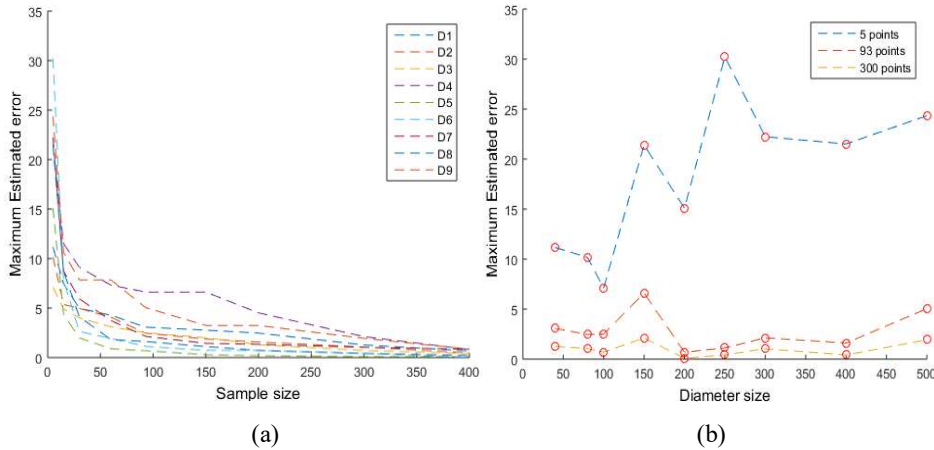 35
30
25
20
15
10
5
0
Maximum Estimated error
0 50 100 150 200 250 300 350 400
Sample size
D1
D2
D3
D4
D5
D6
D7
D8
D9
(a)
35
30
25
20
15
10
5
0
Maximum Estimated error
50 100 150 200 250 300 350 400 450 500
Diameter size
5 points
93 points
300 points
(b)